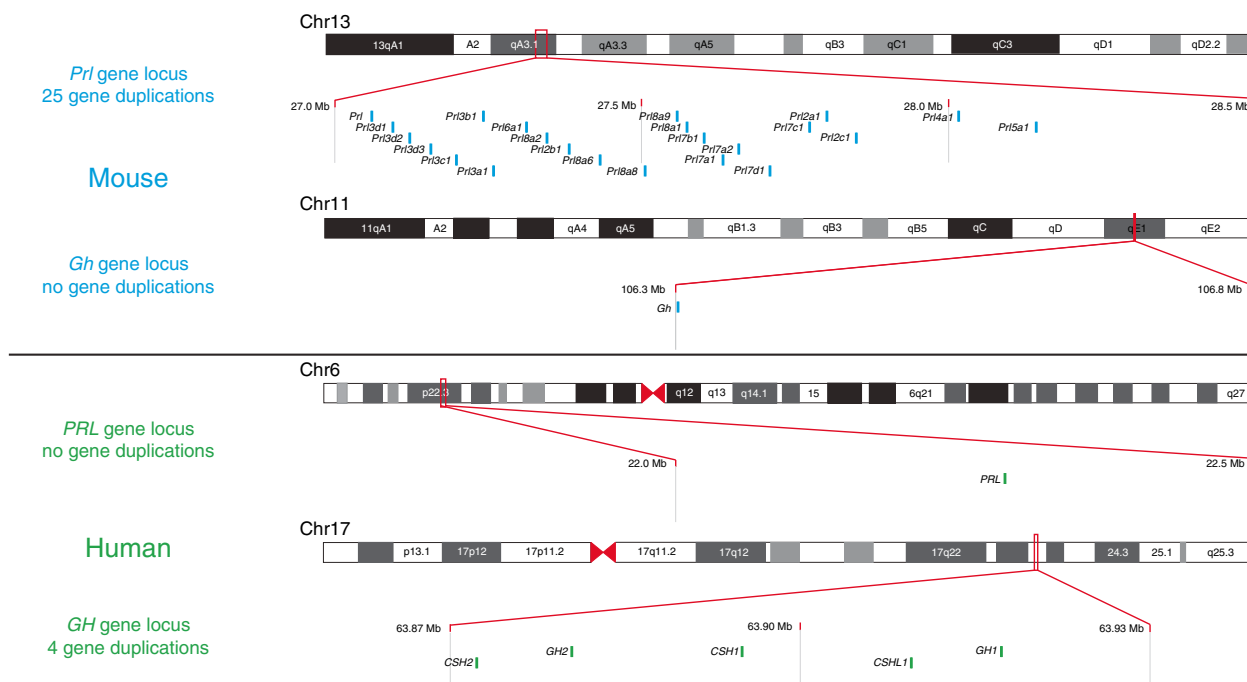 Chr13
13qA1 A2 qA3.1 qA3.3 qA5 qB3 qC1 qC3 qD1 qD2.2
Prl gene locus
25 gene duplications
27.0 Mb 27.5 Mb 28.0 Mb 28.5 Mb
Prl Prl3b1 Prl8a9 Prl2a1 Prl4a1
Prl3d1 Prl6a1 Prl8a1 Prl7c1 Prl5a1
Prl3d2 Prl8a2 Prl7b1 Prl2c1
Prl3d3 Prl2b1 Prl7a2
Prl3c1 Prl8a6 Prl7a1
Prl3a1 Prl8a8 Prl7d1
Mouse
Chr11
11qA1 A2 qA4 qA5 qB1.3 qB3 qB5 qC qD qE1 qE2
Gh gene locus
no gene duplications
106.3 Mb 106.8 Mb
Gh
Chr6
p22.3 q12 q13 q14.1 15 6q21 q27
PRL gene locus
no gene duplications
22.0 Mb 22.5 Mb
PRL
Human
Chr17
p13.1 17p12 17p11.2 17q11.2 17q12 17q22 24.3 25.1 q25.3
GH gene locus
4 gene duplications
63.87 Mb 63.90 Mb 63.93 Mb
GH2 CSH1 GH1
CSH2 CSHL1